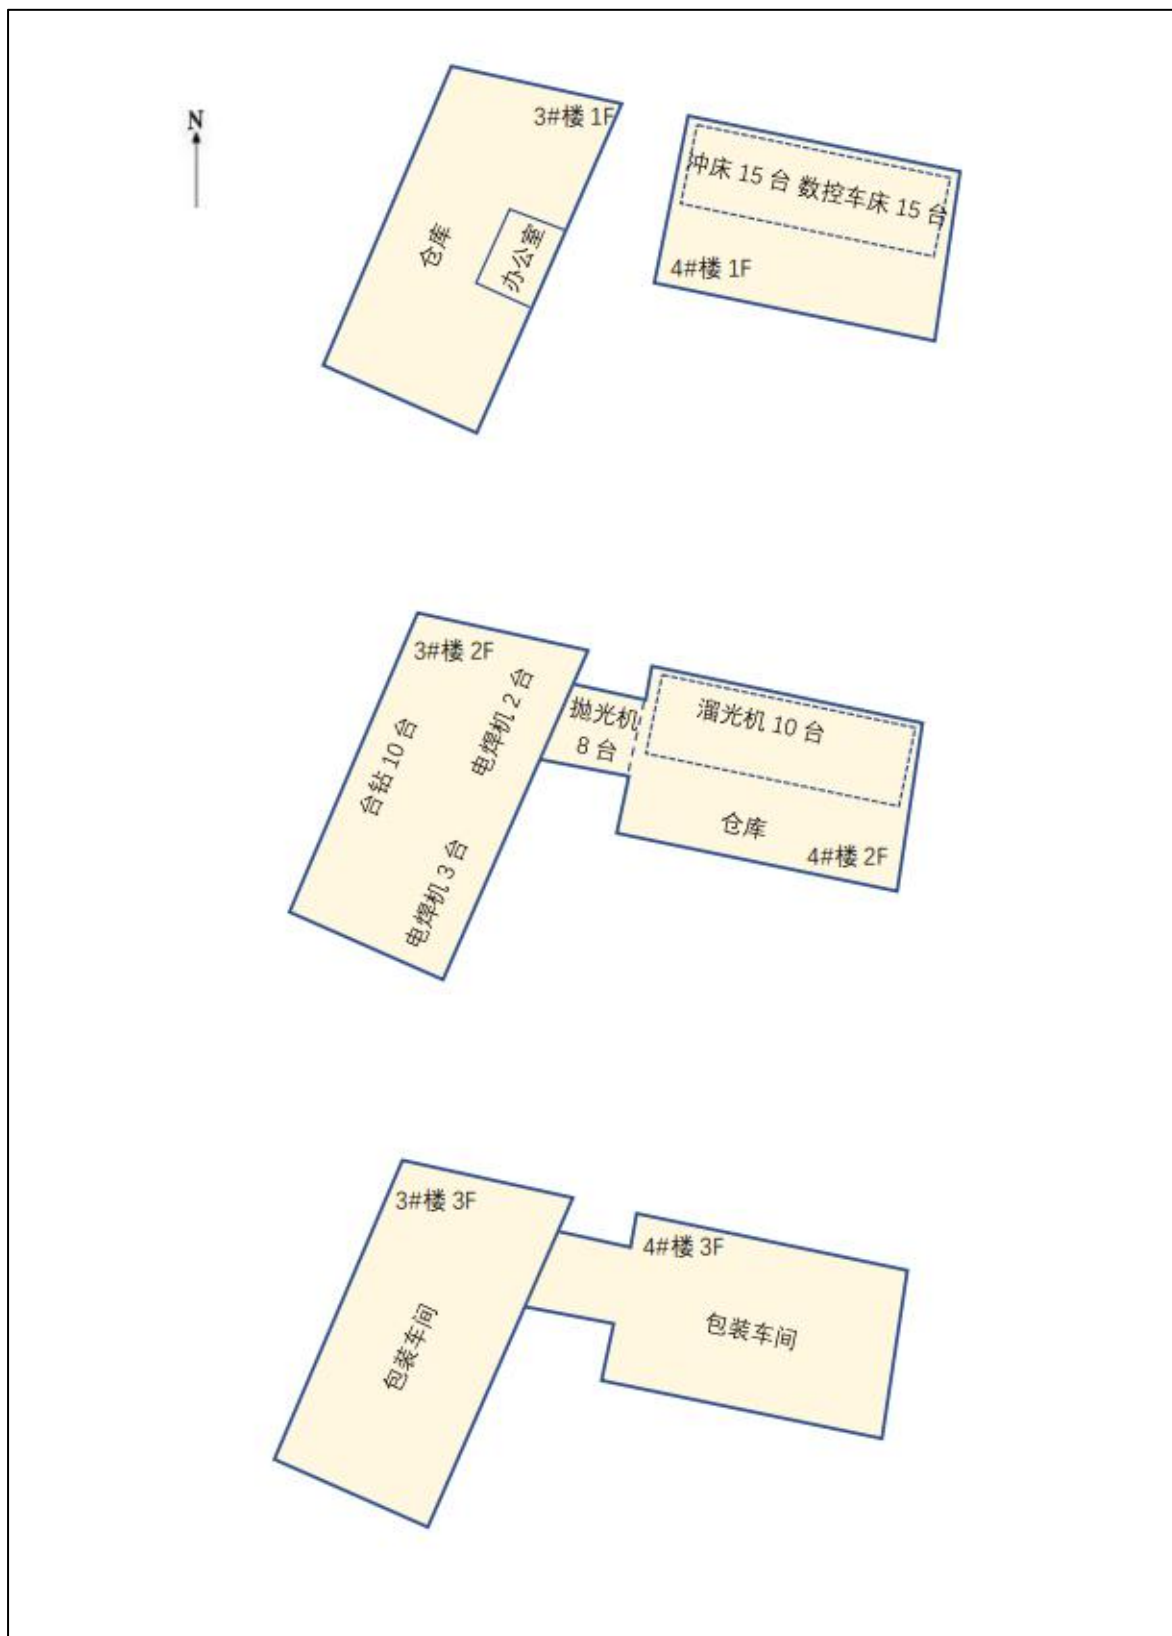 N
3#楼 1F
仓库
办公室
冲床 15 台 数控车床 15 台
4#楼 1F
3#楼 2F
台钻 10 台
电焊机 2 台
电焊机 3 台
抛光机
8 台
溜光机 10 台
仓库
4#楼 2F
3#楼 3F
包装车间
4#楼 3F
包装车间